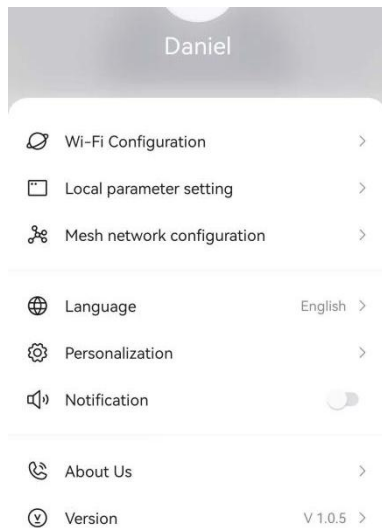 Daniel
Wi-Fi Configuration
Local parameter setting
Mesh network configuration
Language English
Personalization
Notification
About Us
Version V 1.0.5